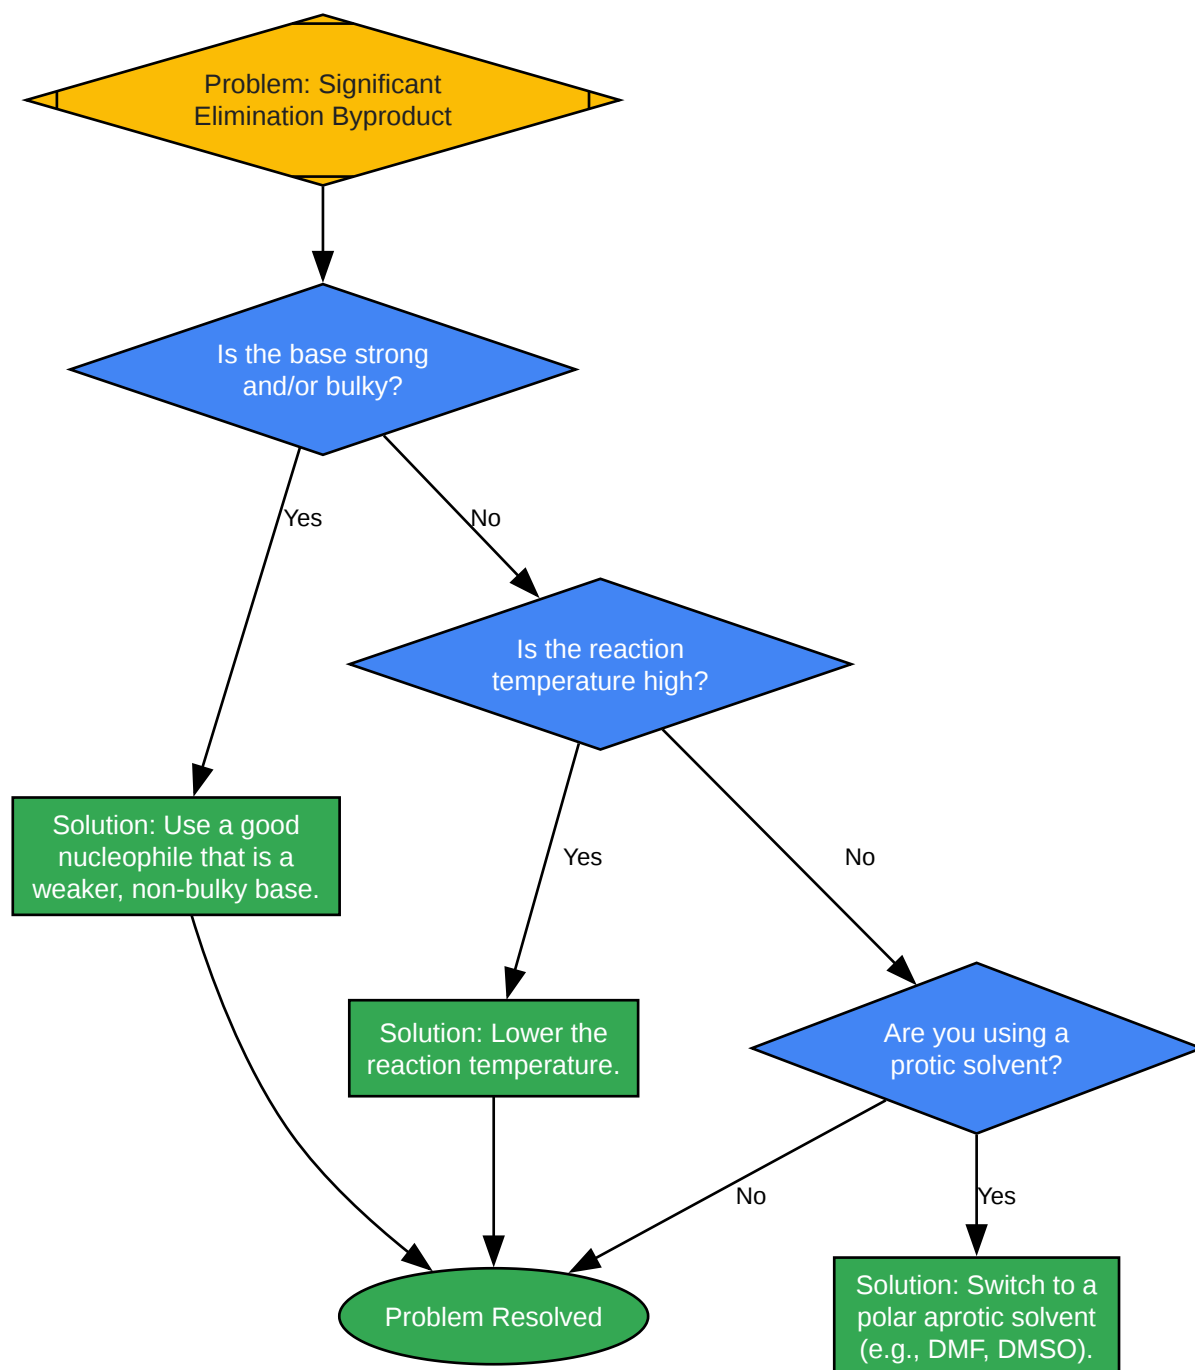 Problem: Significant
Elimination Byproduct
Is the base strong
and/or bulky?
Yes
No
Is the reaction
temperature high?
Solution: Use a good
nucleophile that is a
weaker, non-bulky base.
Yes
No
Solution: Lower the
reaction temperature.
Are you using a
protic solvent?
No
Yes
Problem Resolved
Solution: Switch to a
polar aprotic solvent
(e.g., DMF, DMSO).